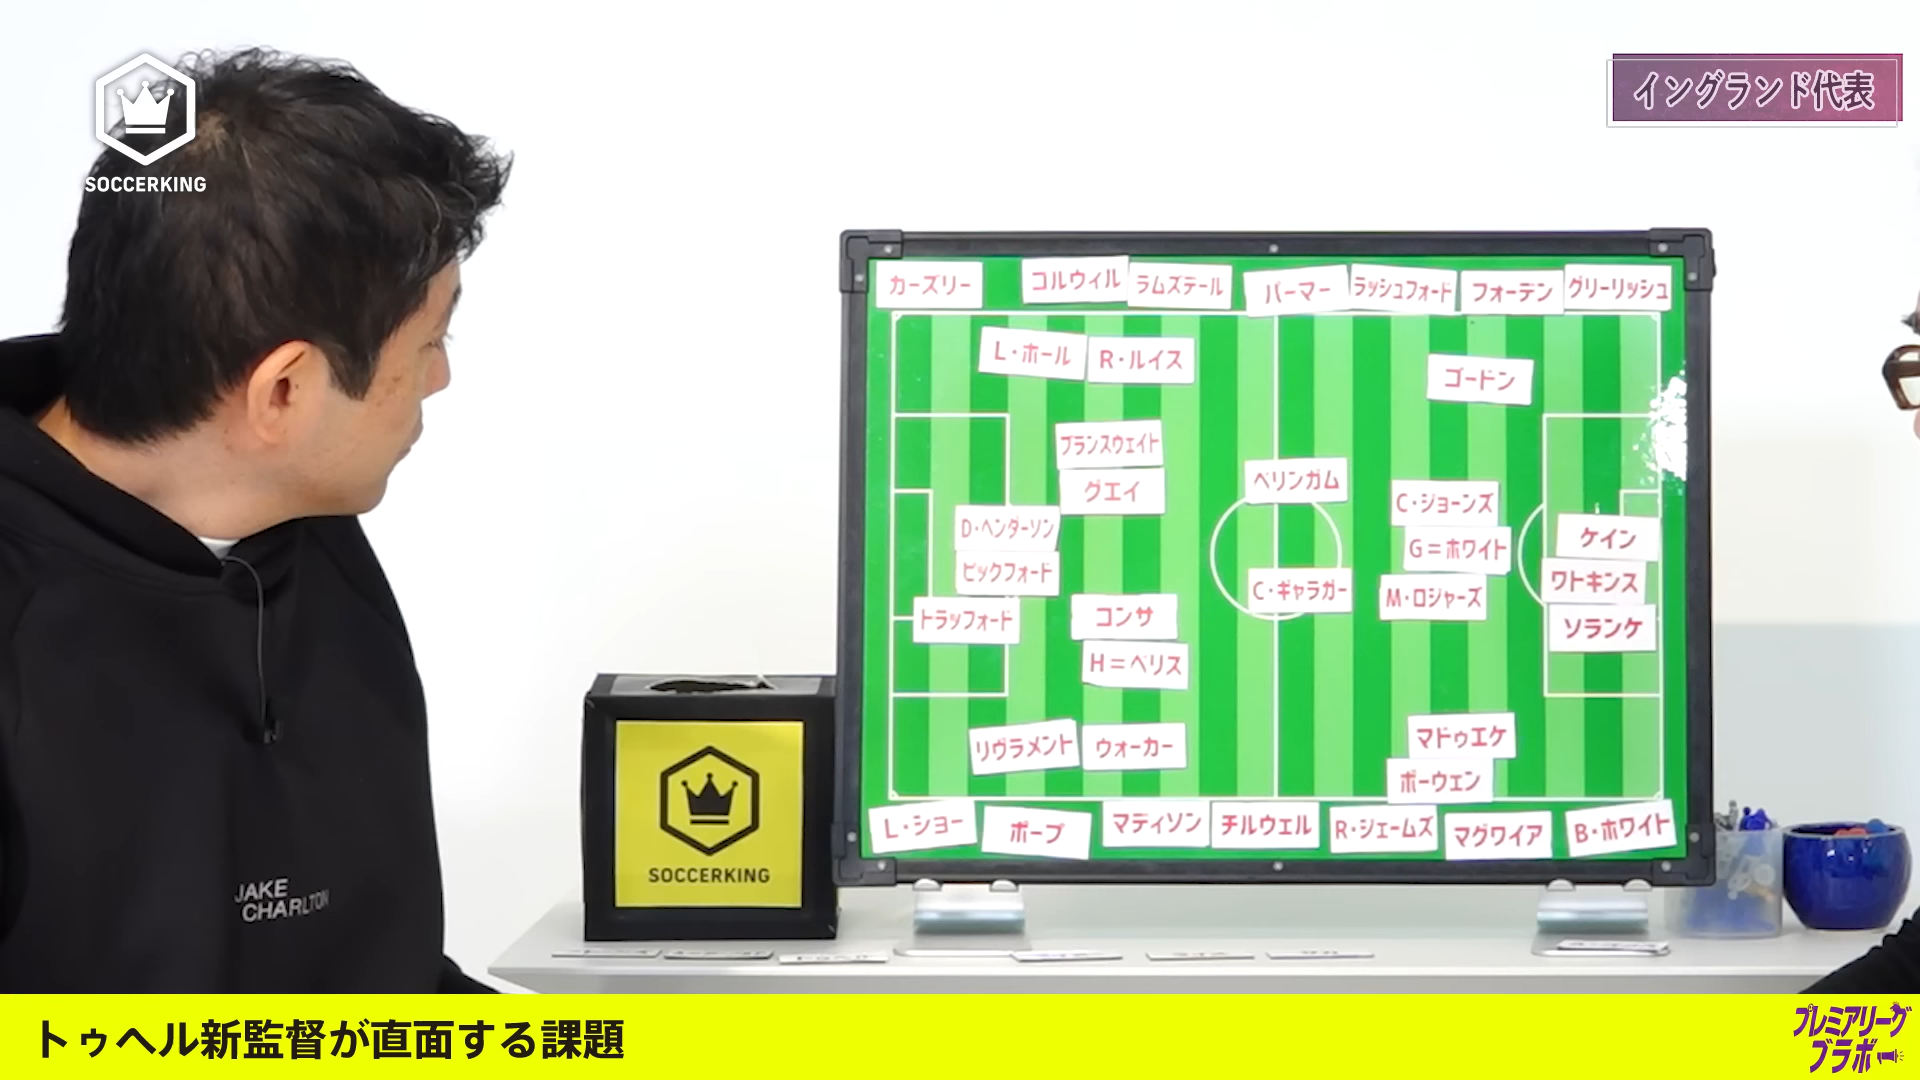 SOCCERKING
イングランド代表
カーズリー
コルウィル
ラムズデール
パーマー
ラッシュフォード
フォーデン
グリーリッシュ
L・ホール
R・ルイス
ゴードン
ブランスウェイト
グエイ
ベリンガム
C・ジョーンズ
D・ヘンダーソン
G=ホワイト
ケイン
ピックフォード
C・ギャラガー
M・ロジャーズ
ワトキンス
トラッフォード
コンサ
ソランケ
H=ベリス
リヴラメント
ウォーカー
マドゥエケ
ボーウェン
L・ショー
ポープ
マディソン
チルウェル
R・ジェームズ
マグワイア
B・ホワイト
SOCCERKING
JAKE
CHARLTON
トゥヘル新監督が直面する課題
プレミアリーグ
ブラボー